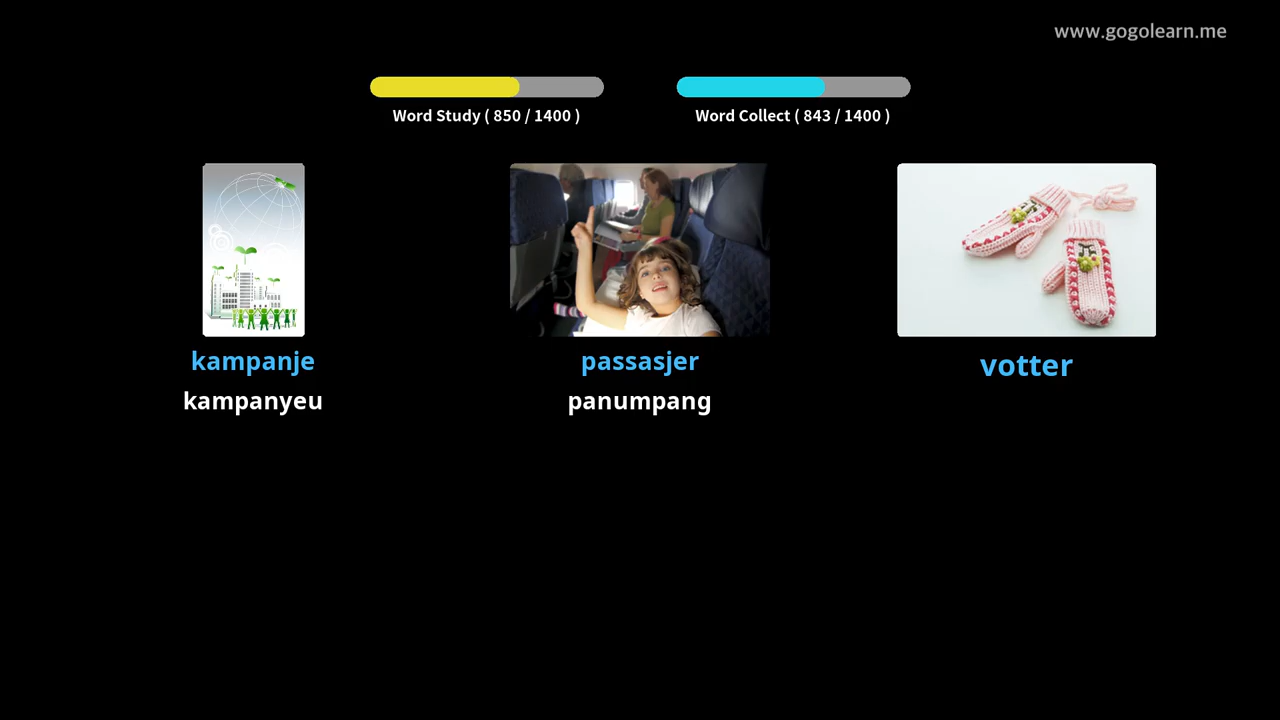 www.gogolearn.me
Word Study ( 850 / 1400 )
Word Collect ( 843 / 1400 )
kampanje
kampanyeu
passasjer
panumpang
votter